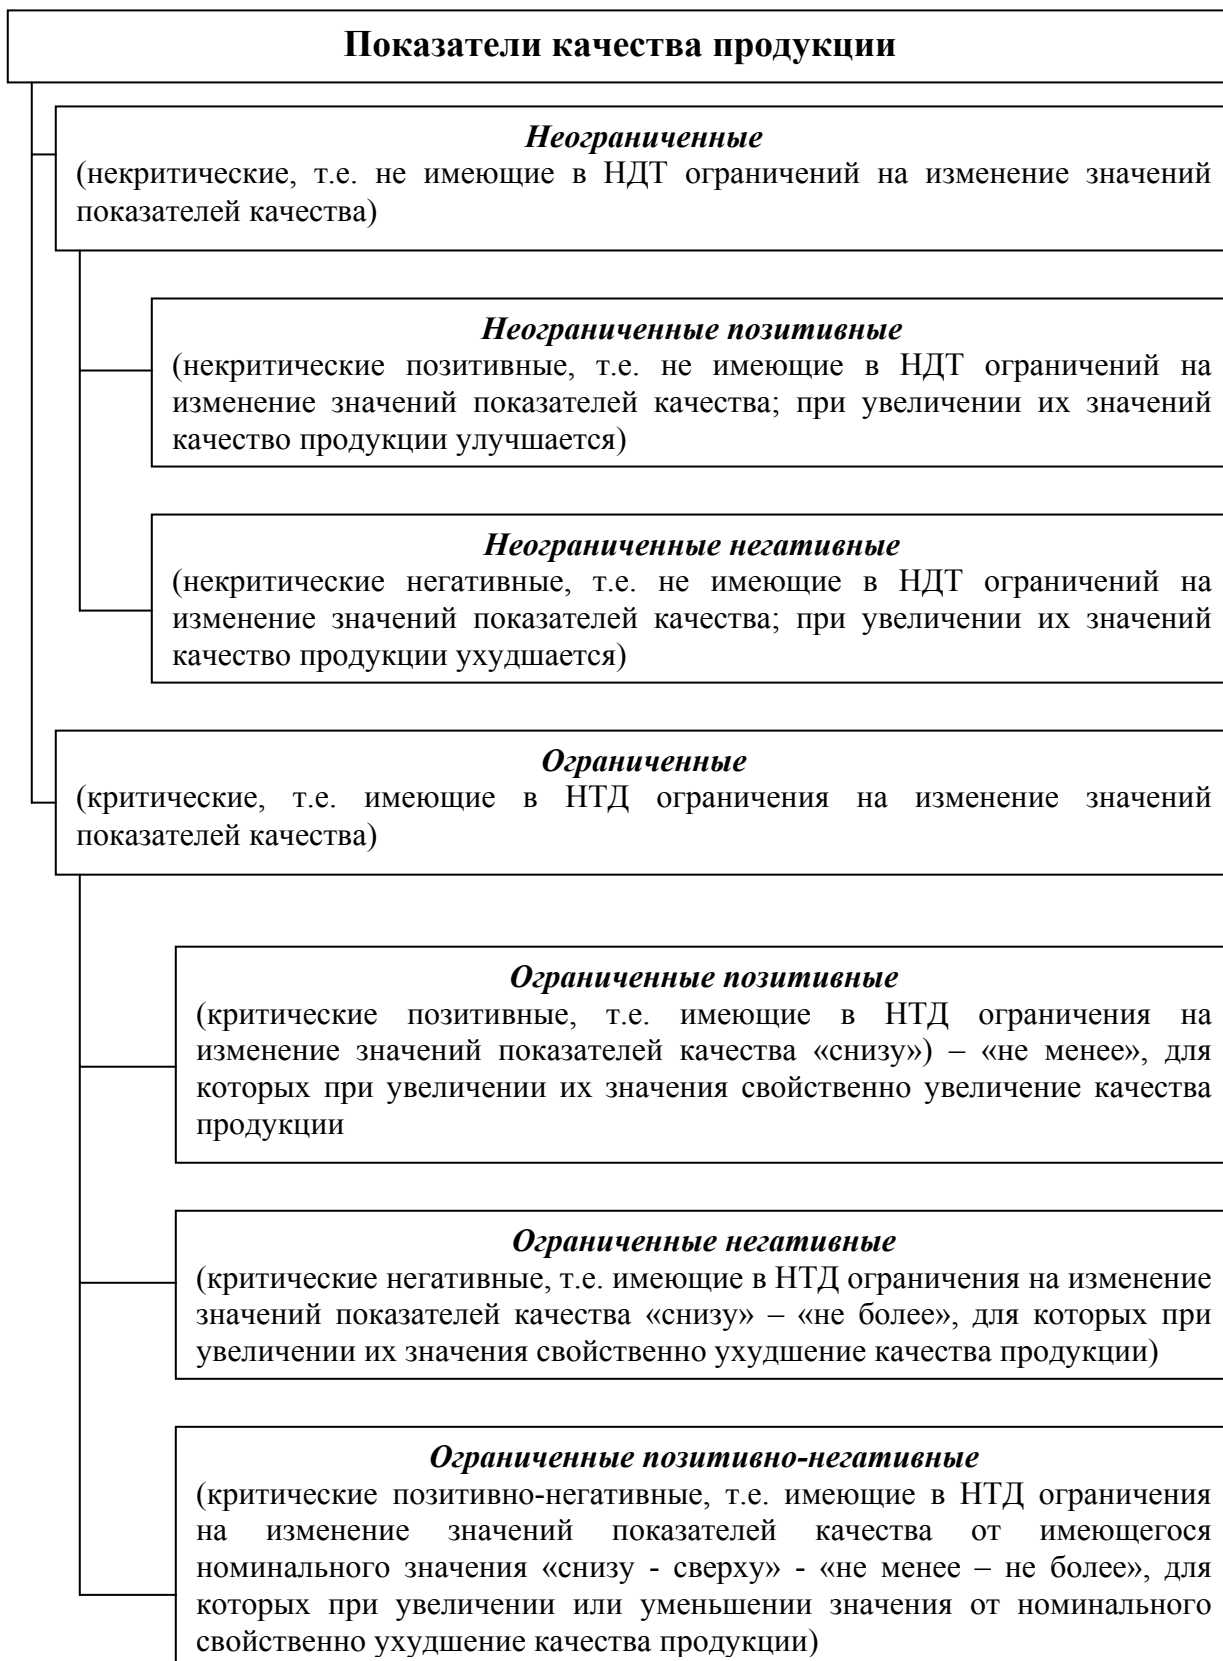 Показатели качества продукции
Неограниченные
(некритические, т.е. не имеющие в НДТ ограничений на изменение значений
показателей качества)
Неограниченные позитивные
(некритические позитивные, т.е. не имеющие в НДТ ограничений на
изменение значений показателей качества; при увеличении их значений
качество продукции улучшается)
Неограниченные негативные
(некритические негативные, т.е. не имеющие в НДТ ограничений на
изменение значений показателей качества; при увеличении их значений
качество продукции ухудшается)
Ограниченные
(критические, т.е. имеющие в НТД ограничения на изменение значений
показателей качества)
Ограниченные позитивные
(критические позитивные, т.е. имеющие в НТД ограничения на
изменение значений показателей качества «снизу») – «не менее», для
которых при увеличении их значения свойственно увеличение качества
продукции
Ограниченные негативные
(критические негативные, т.е. имеющие в НТД ограничения на изменение
значений показателей качества «снизу» – «не более», для которых при
увеличении их значения свойственно ухудшение качества продукции)
Ограниченные позитивно-негативные
(критические позитивно-негативные, т.е. имеющие в НТД ограничения
на изменение значений показателей качества от имеющегося
номинального значения «снизу - сверху» - «не менее – не более», для
которых при увеличении или уменьшении значения от номинального
свойственно ухудшение качества продукции)